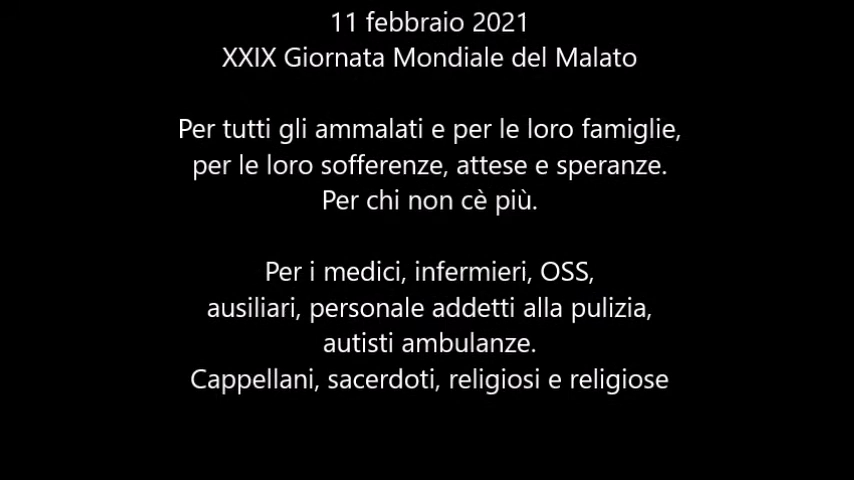 11 febbraio 2021
XXIX Giornata Mondiale del Malato
Per tutti gli ammalati e per le loro famiglie,
per le loro sofferenze, attese e speranze.
Per chi non cè più.
Per i medici, infermieri, OSS,
ausiliari, personale addetti alla pulizia,
autisti ambulanze.
Cappellani, sacerdoti, religiosi e religiose